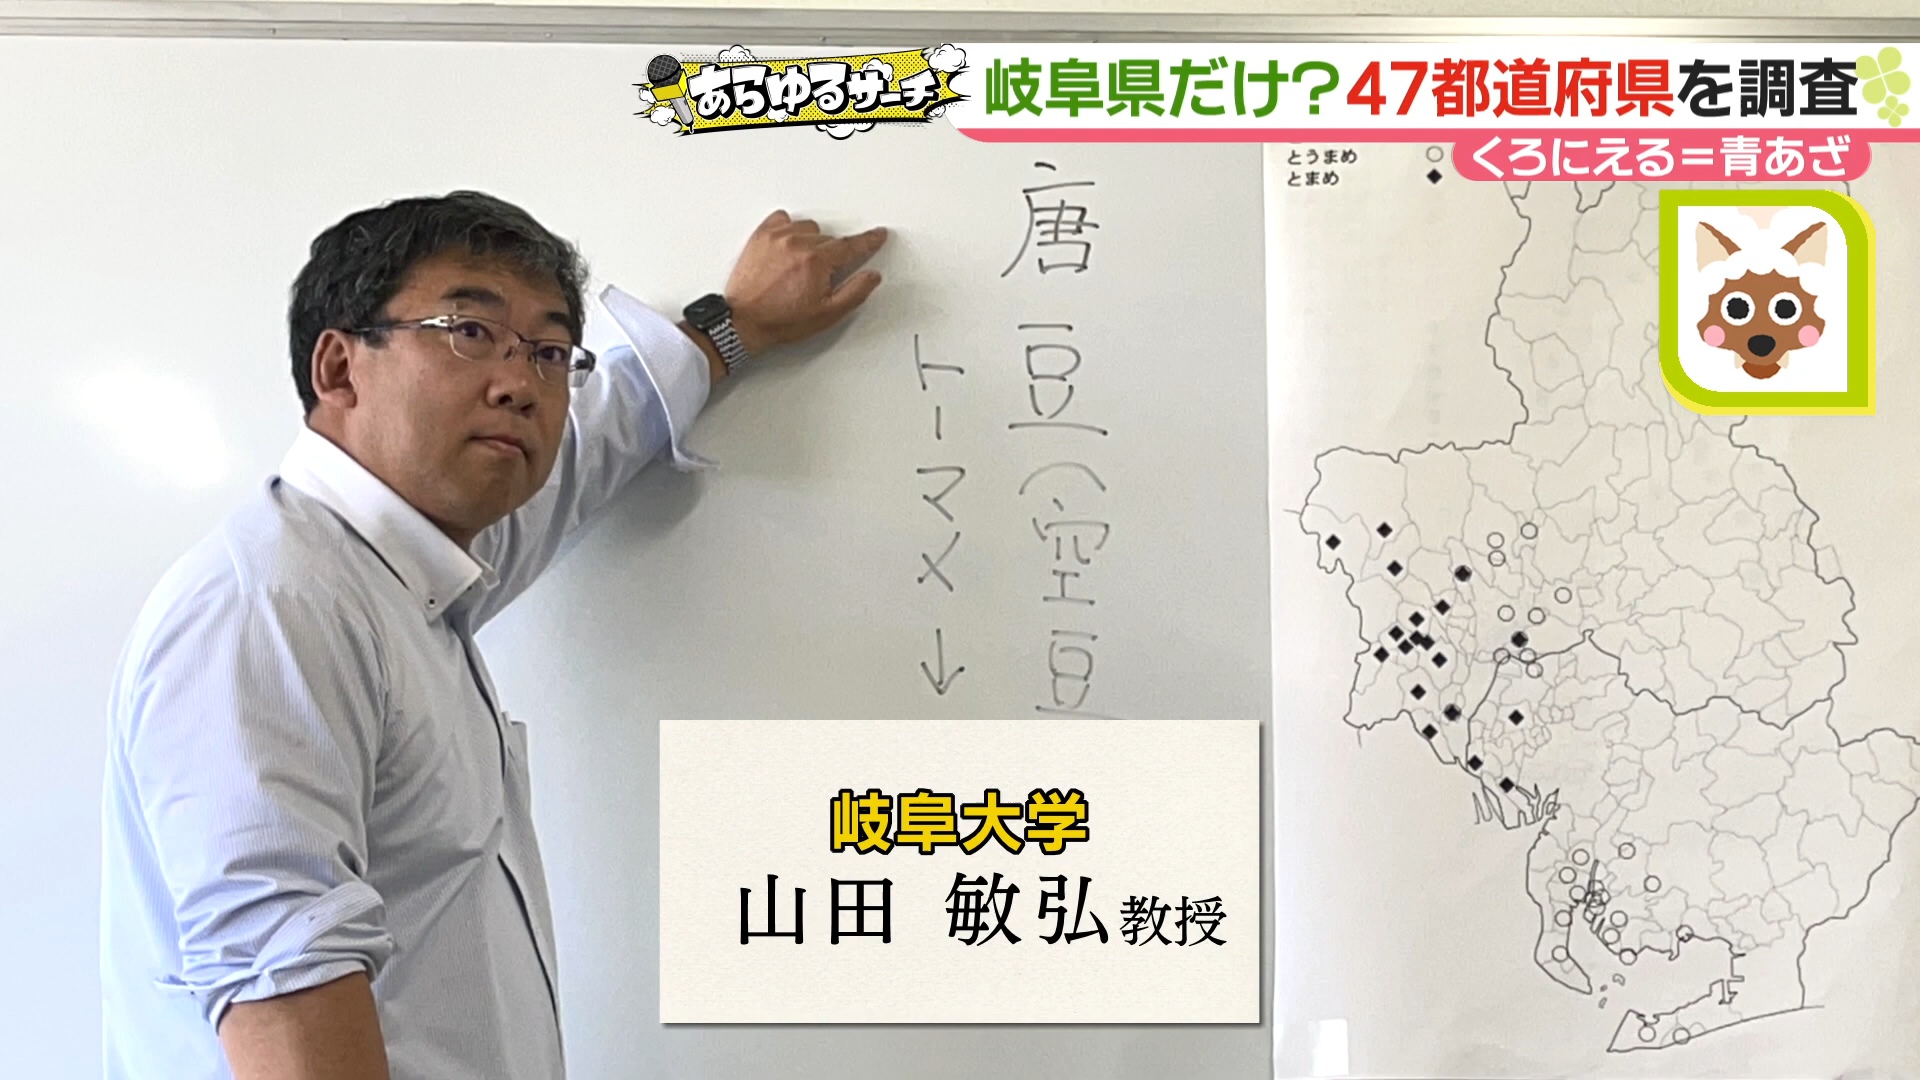 あらゆるサーチ
岐阜県だけ？47都道府県を調査
くろにえる＝青あざ
とうまめ
とまめ
唐豆（空豆
トーマメ↓
岐阜大学
山田 敏弘教授